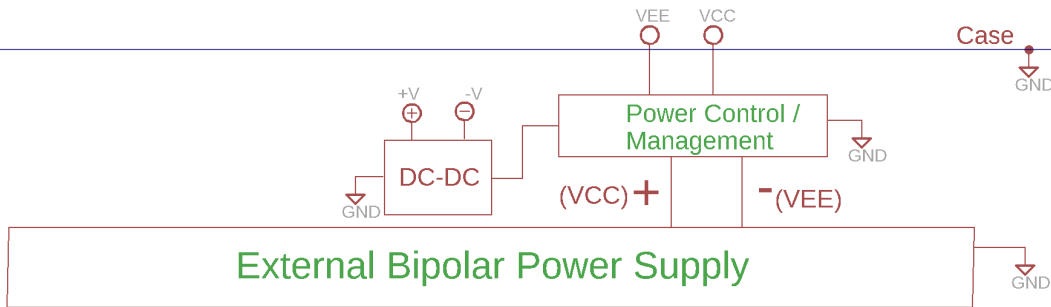 VEE
VCC
Case
GND
+V
-V
Power Control /
Management
GND
DC-DC
GND
(VCC) +
- (VEE)
External Bipolar Power Supply
GND